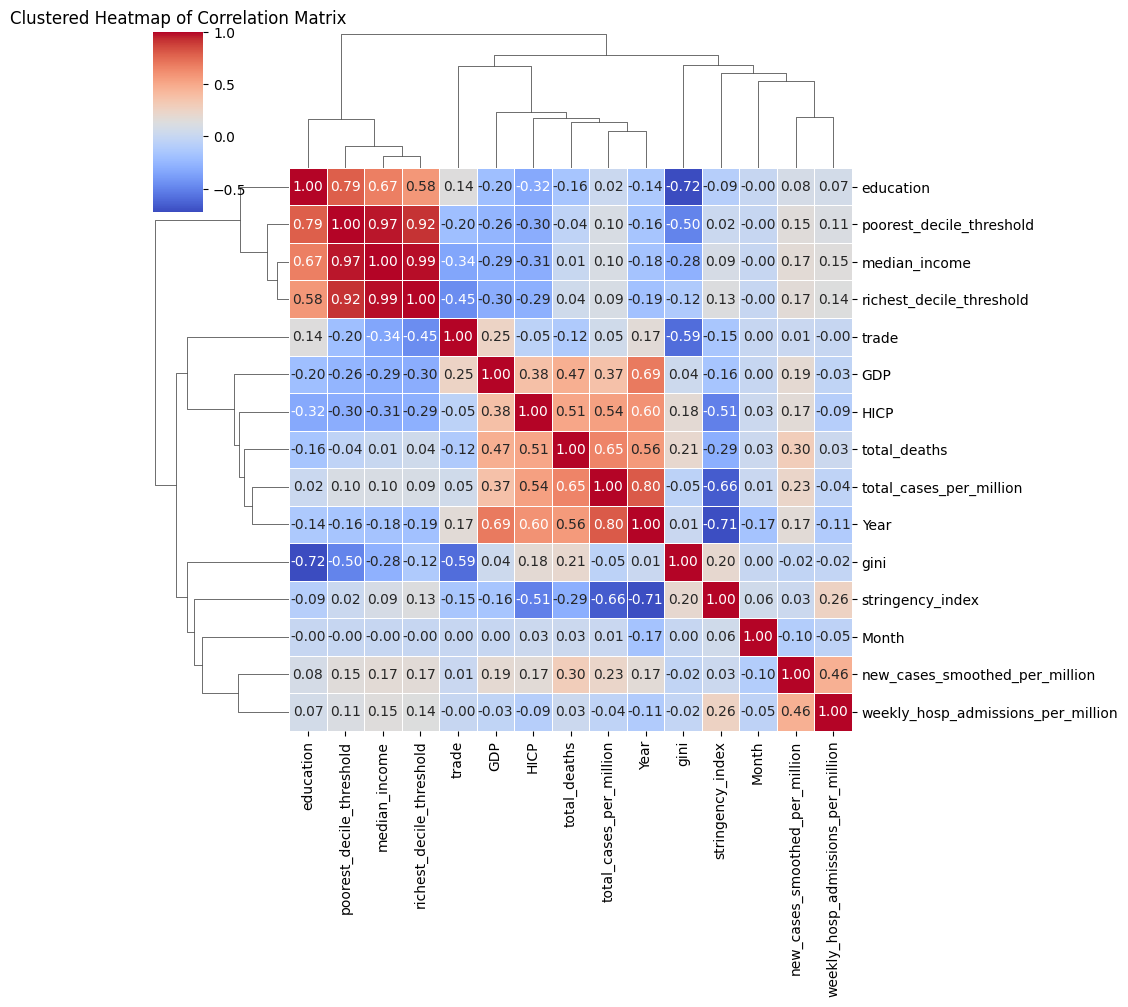 Clustered Heatmap of Correlation Matrix
1.0
0.5
0.0
−0.5
1.00 0.79 0.67 0.58 0.14 -0.20 -0.32 -0.16 0.02 -0.14 -0.72 -0.09 -0.00 0.08 0.07 education
0.79 1.00 0.97 0.92 -0.20 -0.26 -0.30 -0.04 0.10 -0.16 -0.50 0.02 -0.00 0.15 0.11 poorest_decile_threshold
0.67 0.97 1.00 0.99 -0.34 -0.29 -0.31 0.01 0.10 -0.18 -0.28 0.09 -0.00 0.17 0.15 median_income
0.58 0.92 0.99 1.00 -0.45 -0.30 -0.29 0.04 0.09 -0.19 -0.12 0.13 -0.00 0.17 0.14 richest_decile_threshold
0.14 -0.20 -0.34 -0.45 1.00 0.25 -0.05 -0.12 0.05 0.17 -0.59 -0.15 0.00 0.01 -0.00 trade
-0.20 -0.26 -0.29 -0.30 0.25 1.00 0.38 0.47 0.37 0.69 0.04 -0.16 0.00 0.19 -0.03 GDP
-0.32 -0.30 -0.31 -0.29 -0.05 0.38 1.00 0.51 0.54 0.60 0.18 -0.51 0.03 0.17 -0.09 HICP
-0.16 -0.04 0.01 0.04 -0.12 0.47 0.51 1.00 0.65 0.56 0.21 -0.29 0.03 0.30 0.03 total_deaths
0.02 0.10 0.10 0.09 0.05 0.37 0.54 0.65 1.00 0.80 -0.05 -0.66 0.01 0.23 -0.04 total_cases_per_million
-0.14 -0.16 -0.18 -0.19 0.17 0.69 0.60 0.56 0.80 1.00 0.01 -0.71 -0.17 0.17 -0.11 Year
-0.72 -0.50 -0.28 -0.12 -0.59 0.04 0.18 0.21 -0.05 0.01 1.00 0.20 0.00 -0.02 -0.02 gini
-0.09 0.02 0.09 0.13 -0.15 -0.16 -0.51 -0.29 -0.66 -0.71 0.20 1.00 0.06 0.03 0.26 stringency_index
-0.00 -0.00 -0.00 -0.00 0.00 0.00 0.03 0.03 0.01 -0.17 0.00 0.06 1.00 -0.10 -0.05 Month
0.08 0.15 0.17 0.17 0.01 0.19 0.17 0.30 0.23 0.17 -0.02 0.03 -0.10 1.00 0.46 new_cases_smoothed_per_million
0.07 0.11 0.15 0.14 -0.00 -0.03 -0.09 0.03 -0.04 -0.11 -0.02 0.26 -0.05 0.46 1.00 weekly_hosp_admissions_per_million
education
poorest_decile_threshold
median_income
richest_decile_threshold
trade
GDP
HICP
total_deaths
total_cases_per_million
Year
gini
stringency_index
Month
new_cases_smoothed_per_million
weekly_hosp_admissions_per_million